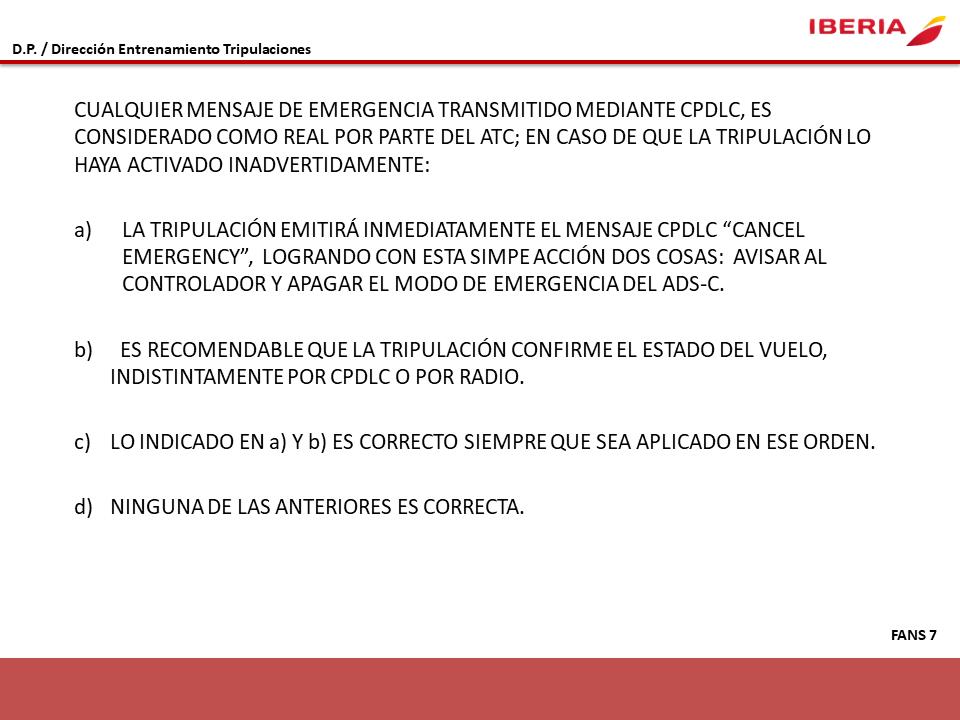 IBERIA
D.P. / Dirección Entrenamiento Tripulaciones
CUALQUIER MENSAJE DE EMERGENCIA TRANSMITIDO MEDIANTE CPDLC, ES
CONSIDERADO COMO REAL POR PARTE DEL ATC; EN CASO DE QUE LA TRIPULACIÓN LO
HAYA ACTIVADO INADVERTIDAMENTE:
a) LA TRIPULACIÓN EMITIRÁ INMEDIATAMENTE EL MENSAJE CPDLC “CANCEL
EMERGENCY”, LOGRANDO CON ESTA SIMPE ACCIÓN DOS COSAS: AVISAR AL
CONTROLADOR Y APAGAR EL MODO DE EMERGENCIA DEL ADS-C.
b) ES RECOMENDABLE QUE LA TRIPULACIÓN CONFIRME EL ESTADO DEL VUELO,
INDISTINTAMENTE POR CPDLC O POR RADIO.
c) LO INDICADO EN a) Y b) ES CORRECTO SIEMPRE QUE SEA APLICADO EN ESE ORDEN.
d) NINGUNA DE LAS ANTERIORES ES CORRECTA.
FANS 7